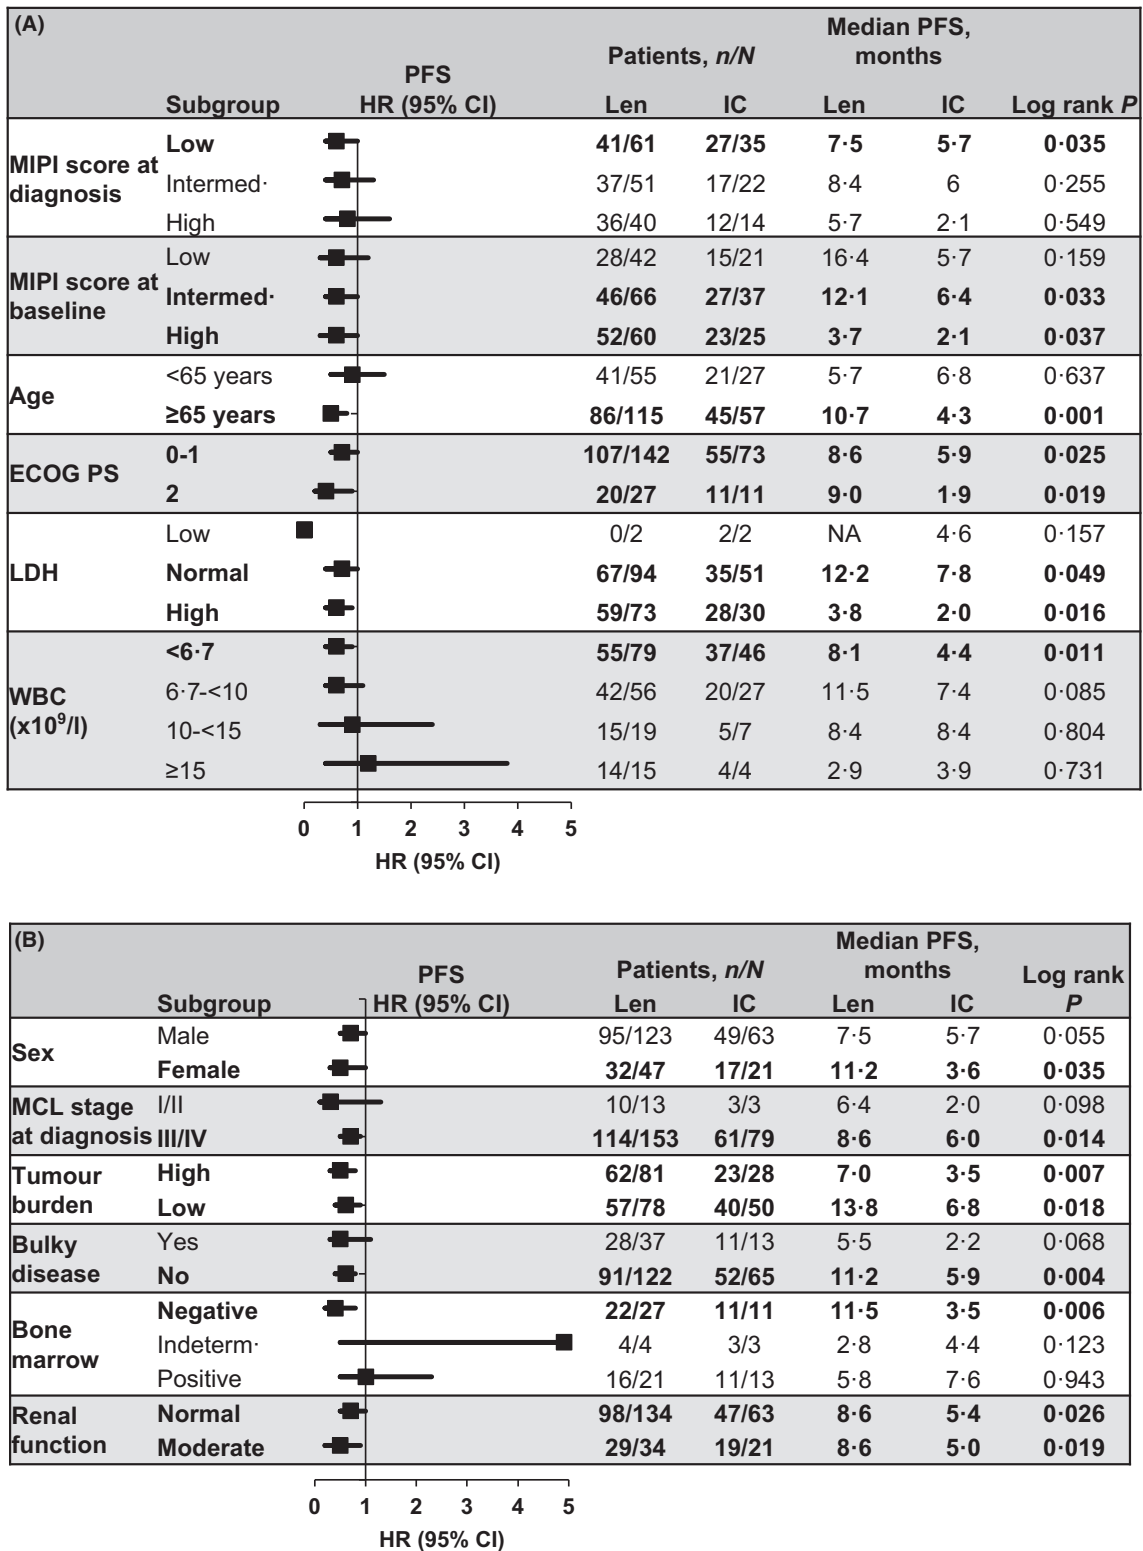 (A)
Median PFS,
months
Patients, n/N
PFS
Subgroup HR (95% CI) Len IC Len IC Log rank P
MIPI score at diagnosis
Low 41/61 27/35 7·5 5·7 0·035
Intermed· 37/51 17/22 8·4 6 0·255
High 36/40 12/14 5·7 2·1 0·549
MIPI score at baseline
Low 28/42 15/21 16·4 5·7 0·159
Intermed· 46/66 27/37 12·1 6·4 0·033
High 52/60 23/25 3·7 2·1 0·037
Age
<65 years 41/55 21/27 5·7 6·8 0·637
≥65 years 86/115 45/57 10·7 4·3 0·001
ECOG PS
0-1 107/142 55/73 8·6 5·9 0·025
2 20/27 11/11 9·0 1·9 0·019
LDH
Low 0/2 2/2 NA 4·6 0·157
Normal 67/94 35/51 12·2 7·8 0·049
High 59/73 28/30 3·8 2·0 0·016
WBC (x10⁹/l)
<6·7 55/79 37/46 8·1 4·4 0·011
6·7-<10 42/56 20/27 11·5 7·4 0·085
10-<15 15/19 5/7 8·4 8·4 0·804
≥15 14/15 4/4 2·9 3·9 0·731
0 1 2 3 4 5
HR (95% CI)
(B)
Median PFS,
months
Patients, n/N
PFS
Log rank
Subgroup HR (95% CI) Len IC Len IC P
Sex
Male 95/123 49/63 7·5 5·7 0·055
Female 32/47 17/21 11·2 3·6 0·035
MCL stage at diagnosis
I/II 10/13 3/3 6·4 2·0 0·098
III/IV 114/153 61/79 8·6 6·0 0·014
Tumour burden
High 62/81 23/28 7·0 3·5 0·007
Low 57/78 40/50 13·8 6·8 0·018
Bulky disease
Yes 28/37 11/13 5·5 2·2 0·068
No 91/122 52/65 11·2 5·9 0·004
Bone marrow
Negative 22/27 11/11 11·5 3·5 0·006
Indeterm· 4/4 3/3 2·8 4·4 0·123
Positive 16/21 11/13 5·8 7·6 0·943
Renal function
Normal 98/134 47/63 8·6 5·4 0·026
Moderate 29/34 19/21 8·6 5·0 0·019
0 1 2 3 4 5
HR (95% CI)